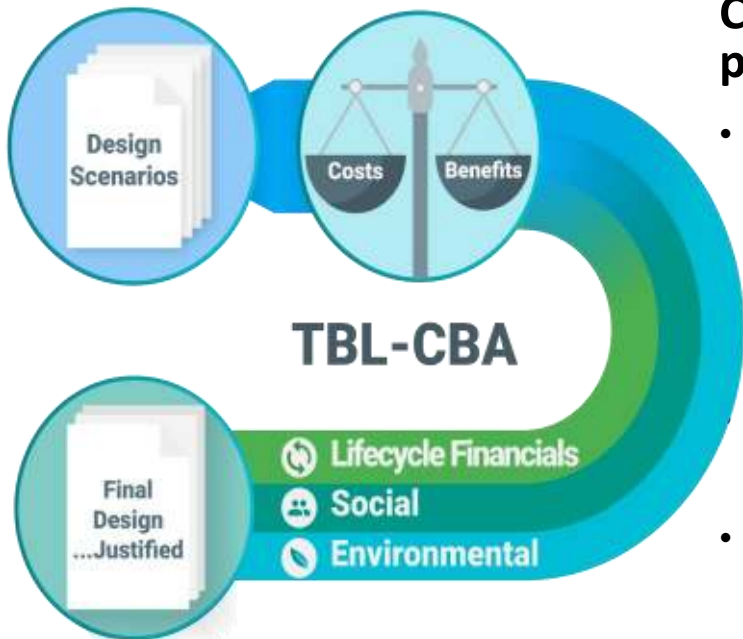 C
p
•
Design
Scenarios
Costs
Benefits
TBL-CBA
Lifecycle Financials
Final
Design
...Justified
Social
Environmental
•